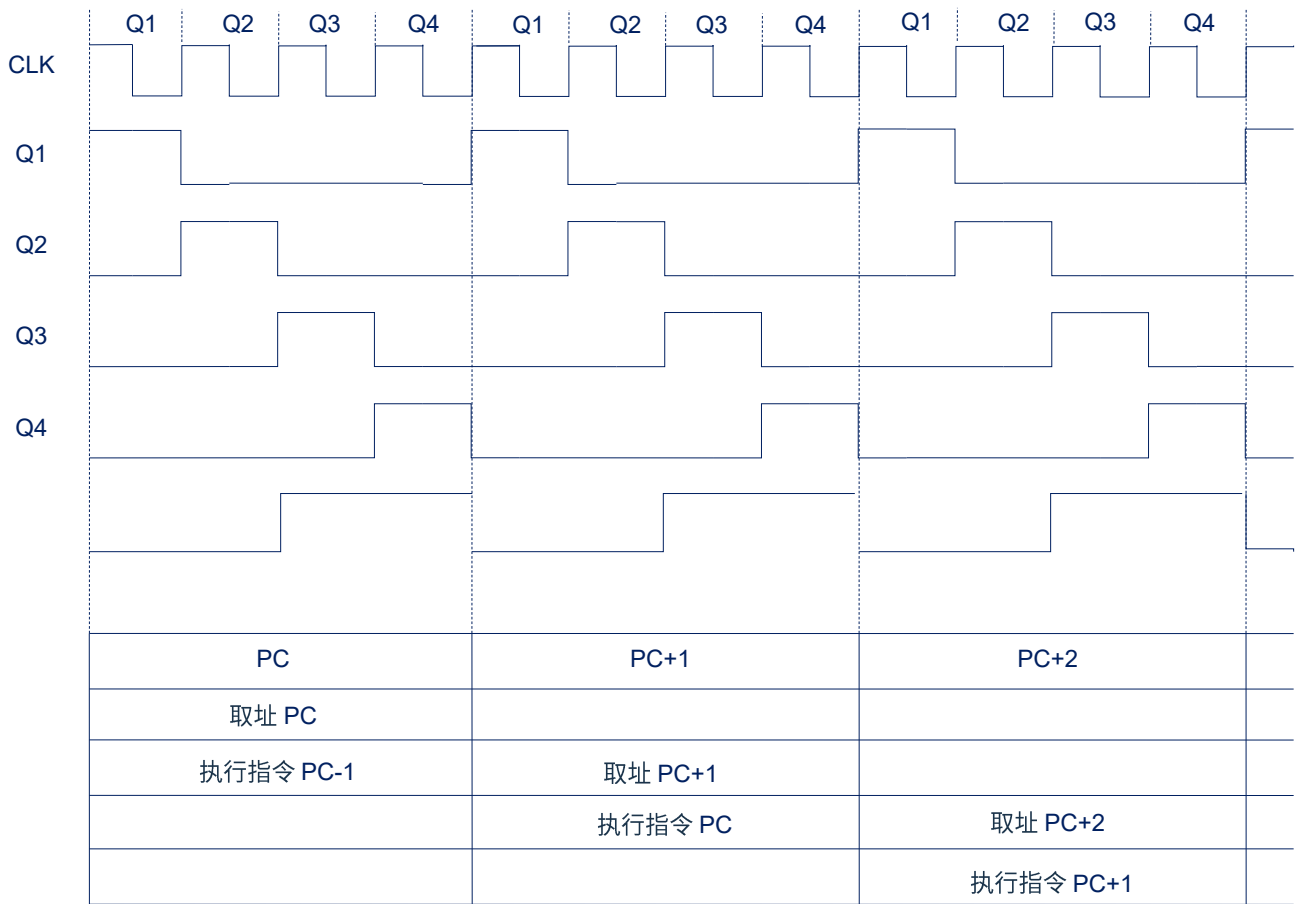 Q1 Q2 Q3 Q4 Q1 Q2 Q3 Q4 Q1 Q2 Q3 Q4
CLK
Q1
Q2
Q3
Q4
PC PC+1 PC+2
取址 PC
执行指令 PC-1 取址 PC+1
执行指令 PC 取址 PC+2
执行指令 PC+1